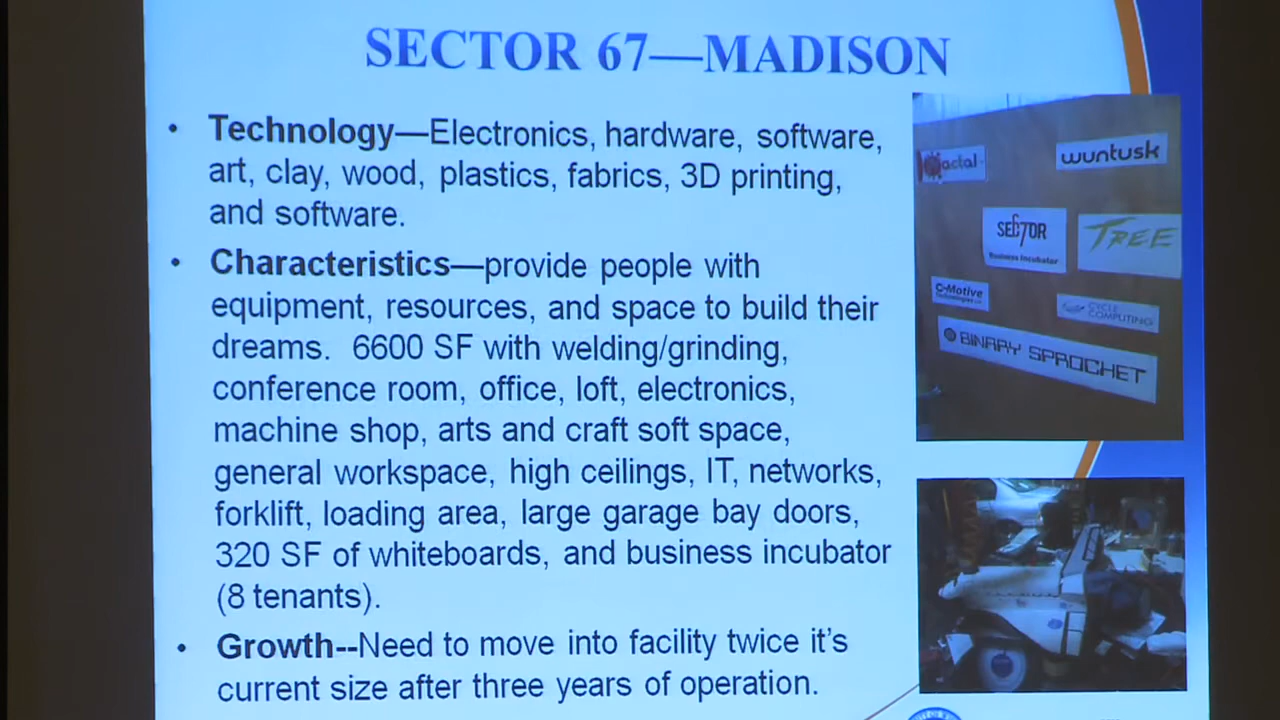 SECTOR 67—MADISON
• Technology—Electronics, hardware, software,
art, clay, wood, plastics, fabrics, 3D printing,
and software.
• Characteristics—provide people with
equipment, resources, and space to build their
dreams. 6600 SF with welding/grinding,
conference room, office, loft, electronics,
machine shop, arts and craft soft space,
general workspace, high ceilings, IT, networks,
forklift, loading area, large garage bay doors,
320 SF of whiteboards, and business incubator
(8 tenants).
• Growth--Need to move into facility twice it's
current size after three years of operation.
wuntusk
SECTOR
67
Business Incubator
TREE
C-Motive
Technologies
CYCLE
COMPUTING
BINARY SPROCHET